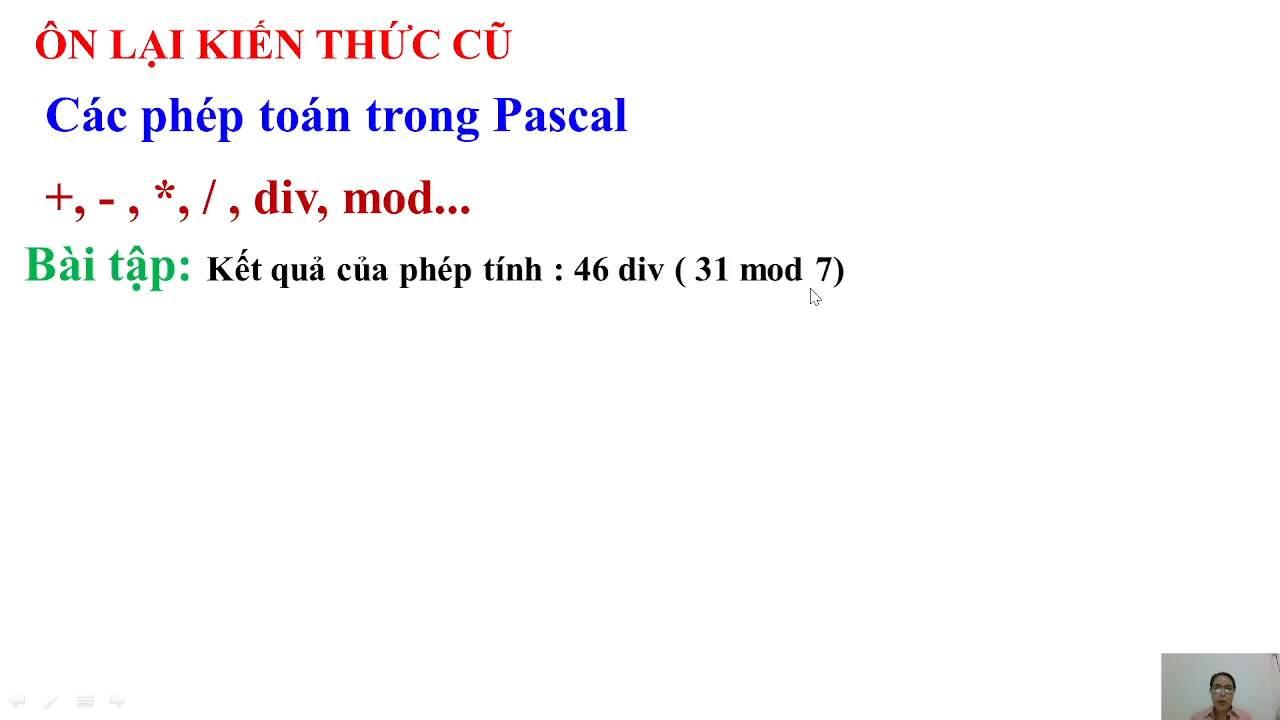 ÔN LẠI KIẾN THỨC CŨ
Các phép toán trong Pascal
+, - , *, / , div, mod...
Bài tập: Kết quả của phép tính : 46 div ( 31 mod 7)